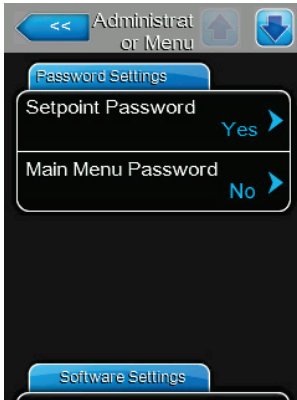 << Administrat
or Menu
Password Settings
Setpoint Password
Yes
Main Menu Password
No
Software Settings